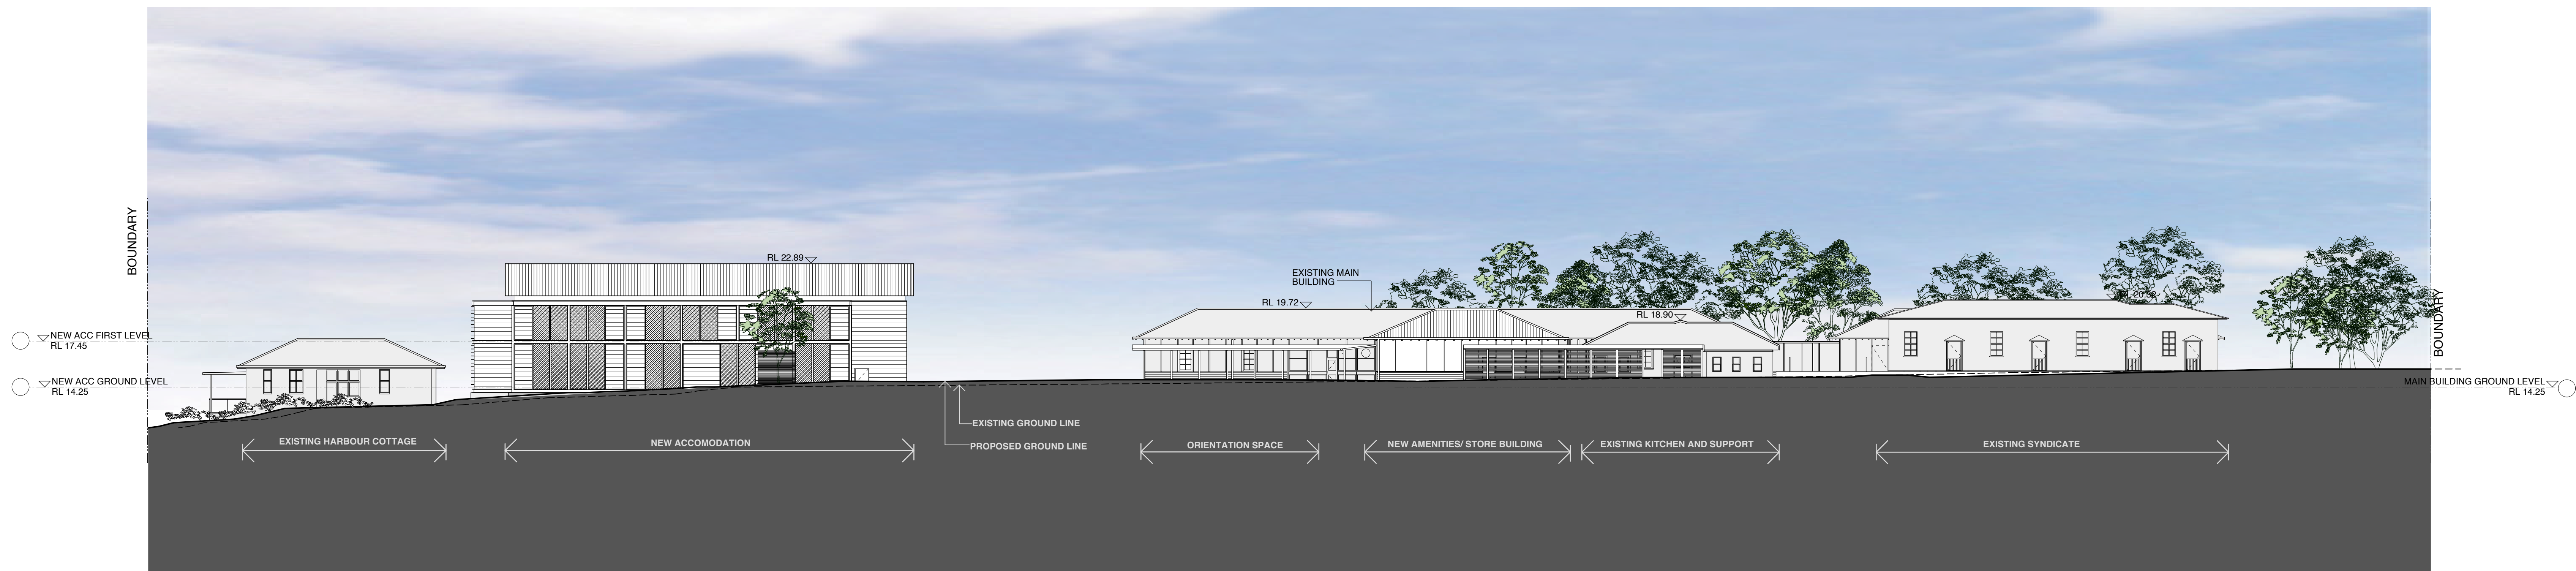 BOUNDARY
RL 22.89
EXISTING MAIN
BUILDING
RL 19.72
RL 18.90
BOUNDARY
NEW ACC FIRST LEVEL
RL 17.45
NEW ACC GROUND LEVEL
RL 14.25
MAIN BUILDING GROUND LEVEL
RL 14.25
EXISTING GROUND LINE
PROPOSED GROUND LINE
EXISTING HARBOUR COTTAGE
NEW ACCOMODATION
ORIENTATION SPACE
NEW AMENITIES/ STORE BUILDING
EXISTING KITCHEN AND SUPPORT
EXISTING SYNDICATE